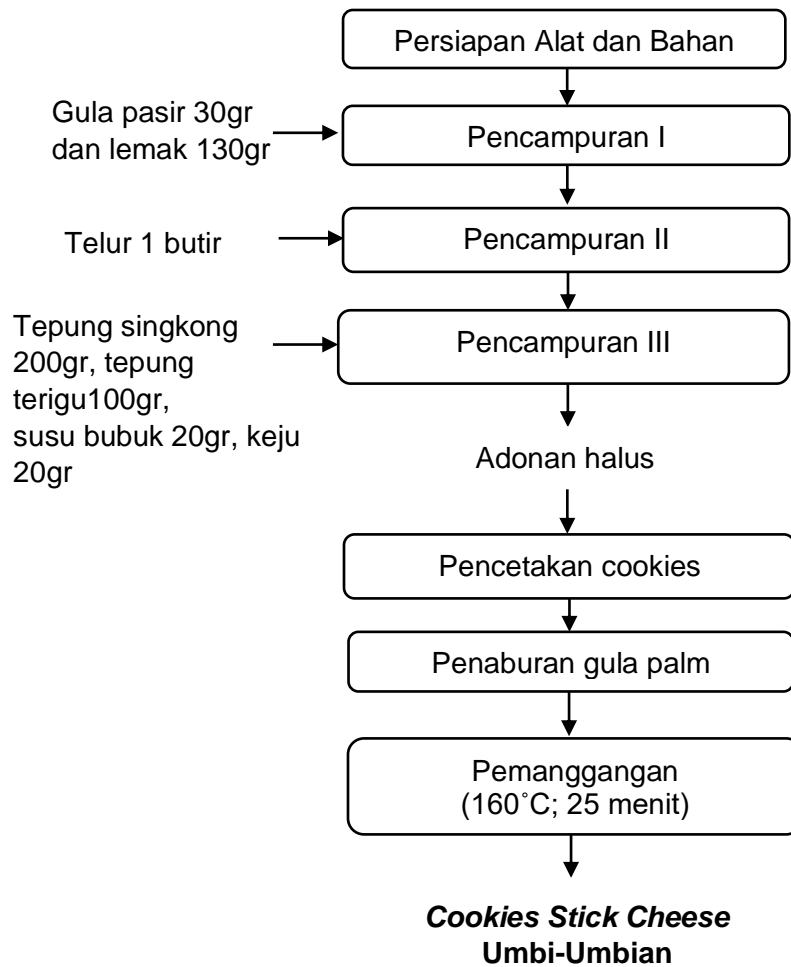 Persiapan Alat dan Bahan
Gula pasir 30gr
dan lemak 130gr
Pencampuran I
Telur 1 butir
Pencampuran II
Tepung singkong
200gr, tepung
terigu100gr,
susu bubuk 20gr, keju
20gr
Pencampuran III
Adonan halus
Pencetakan cookies
Penaburan gula palm
Pemanggangan
(160˚C; 25 menit)
Cookies Stick Cheese
Umbi-Umbian